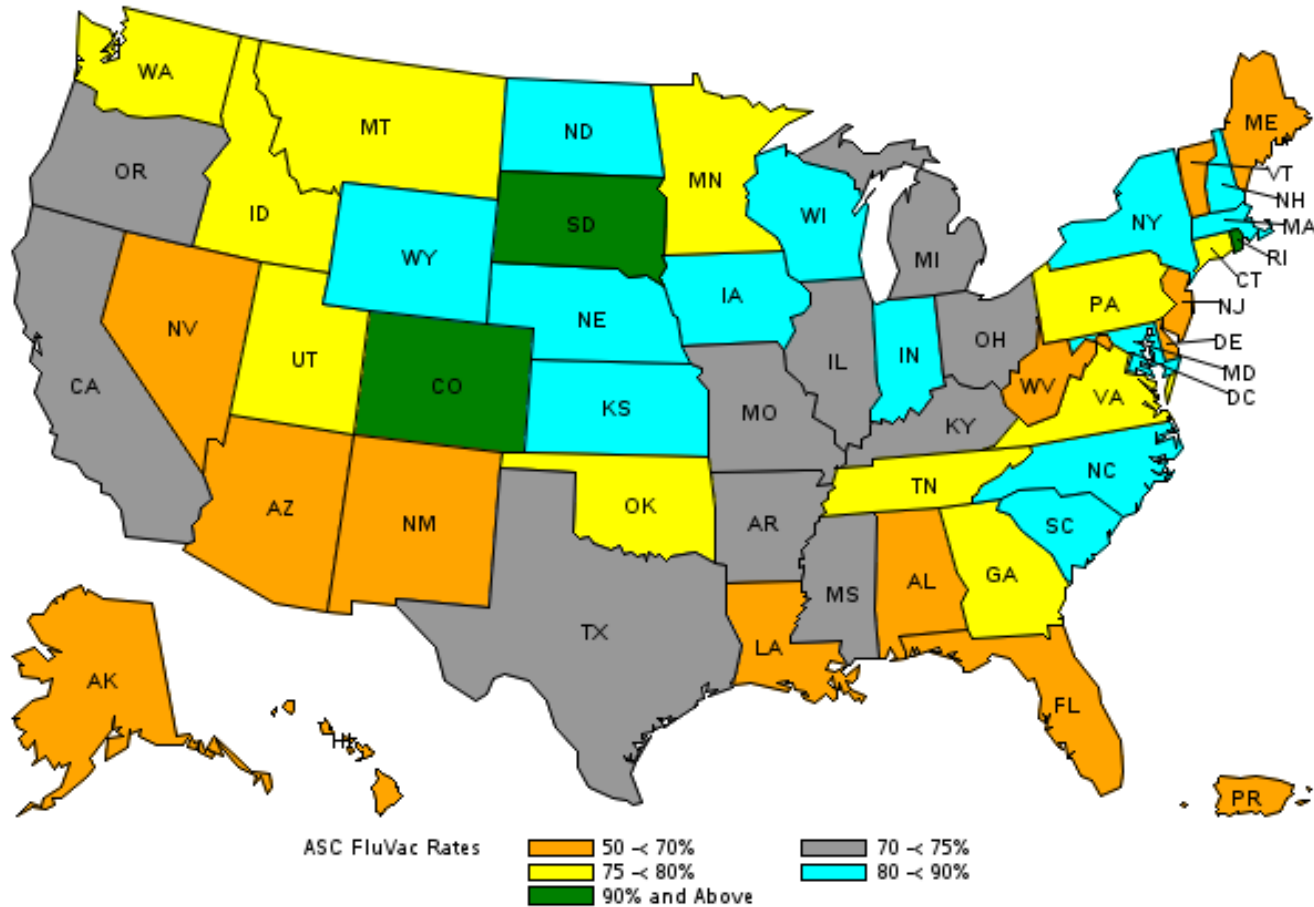 WA
MT
ND
MN
ME
OR
ID
SD
WI
VT
NH
NY
MA
WY
MI
RI
CT
IA
PA
NJ
NE
NV
OH
DE
UT
IL
IN
CA
CO
MD
WV
DC
VA
KS
MO
KY
NC
TN
AZ
NM
OK
AR
SC
GA
AL
MS
TX
LA
AK
FL
HI
PR
ASC FluVac Rates
50 -< 70%
70 -< 75%
75 -< 80%
80 -< 90%
90% and Above